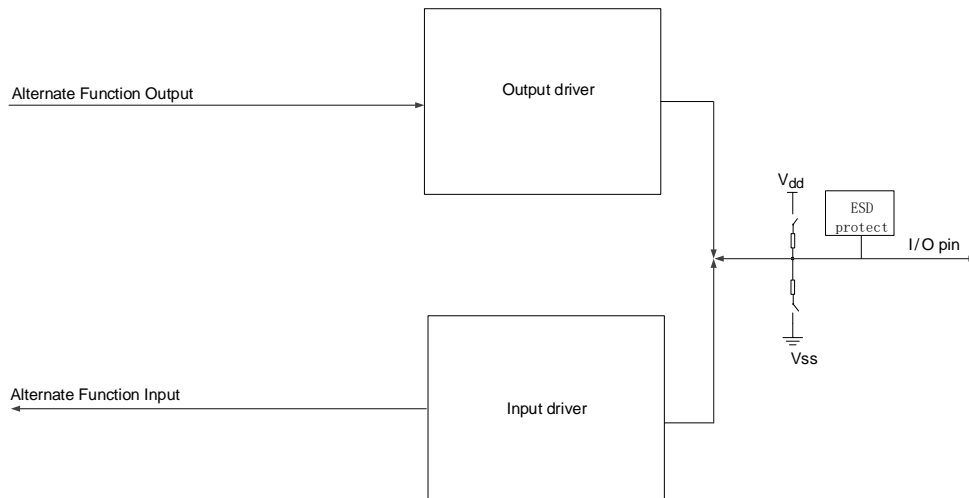 Alternate Function Output
Output driver
Vdd
ESD
protect
I/O pin
Vss
Alternate Function Input
Input driver